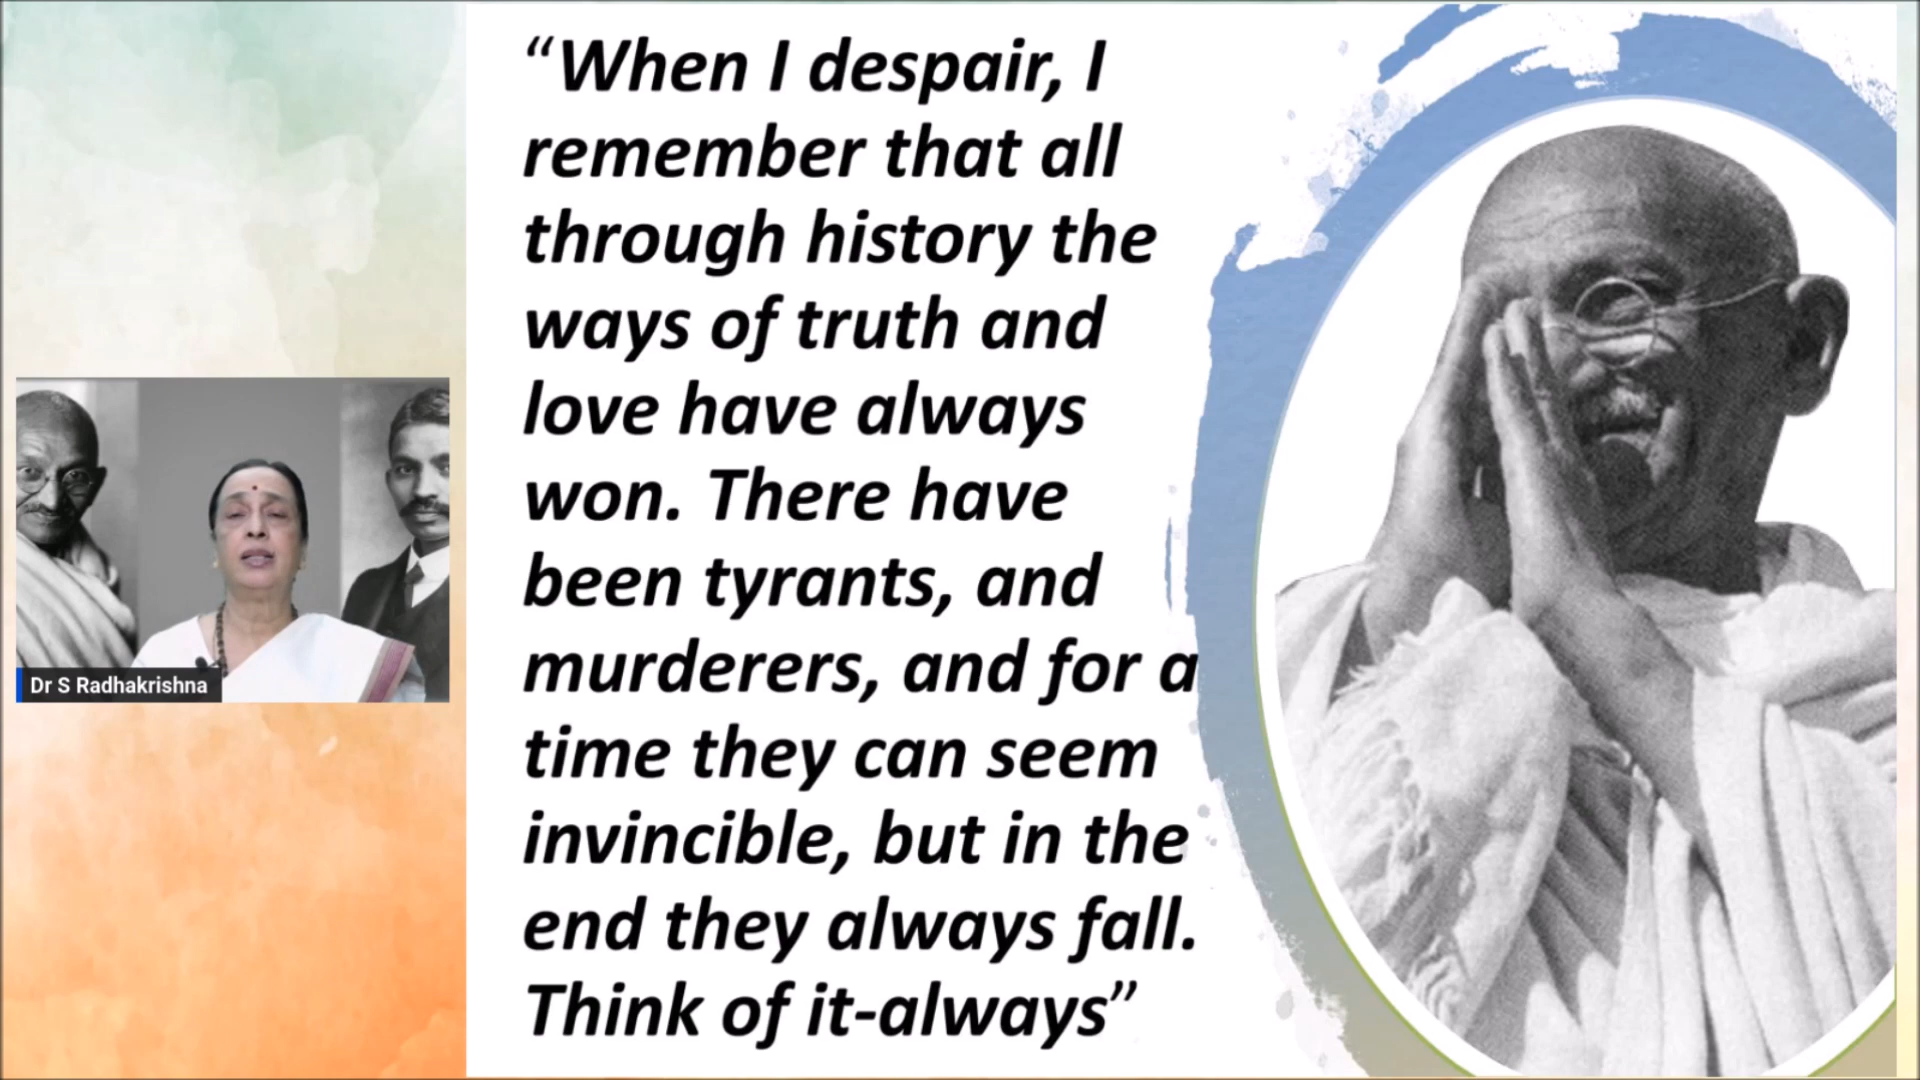 “When I despair, I
remember that all
through history the
ways of truth and
love have always
won. There have
been tyrants, and
murderers, and for a
time they can seem
invincible, but in the
end they always fall.
Think of it-always”
Dr S Radhakrishna